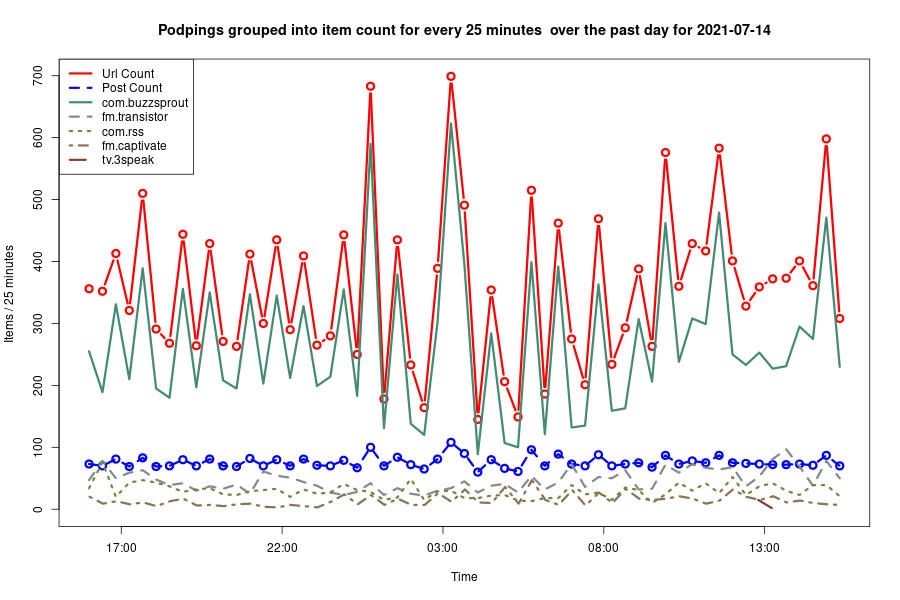 Podpings grouped into item count for every 25 minutes  over the past day for 2021-07-14
Url Count
Post Count
com.buzzsprout
fm.transistor
com.rss
fm.captivate
tv.3speak
Items / 25 minutes
700
600
500
400
300
200
100
0
17:00
22:00
03:00
08:00
13:00
Time